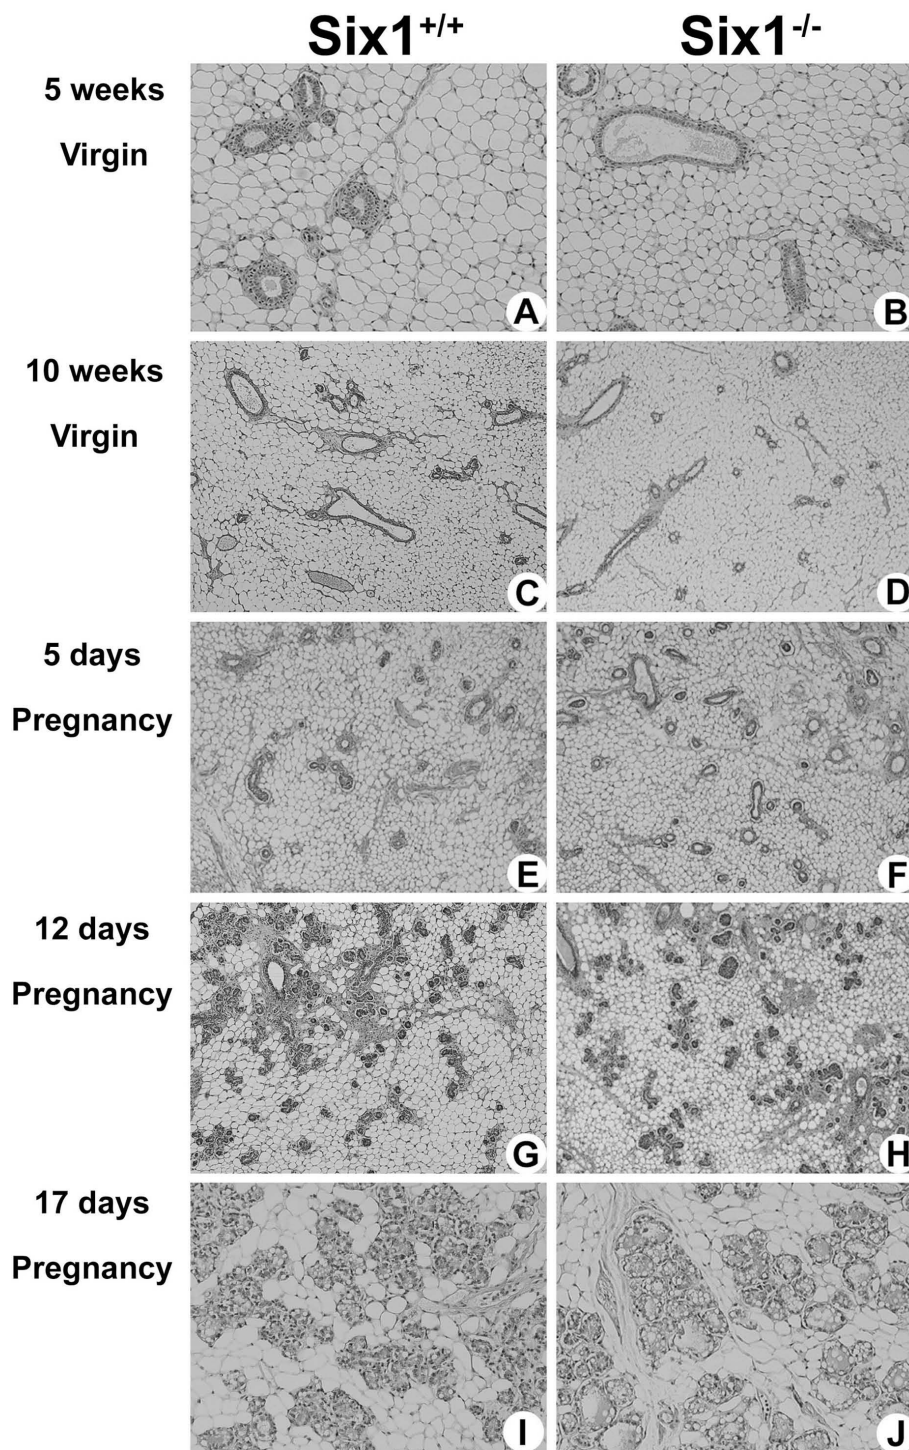 Six1+/+ Six1-/-
5 weeks
Virgin
A B
10 weeks
Virgin
C D
5 days
Pregnancy
E F
12 days
Pregnancy
G H
17 days
Pregnancy
I J